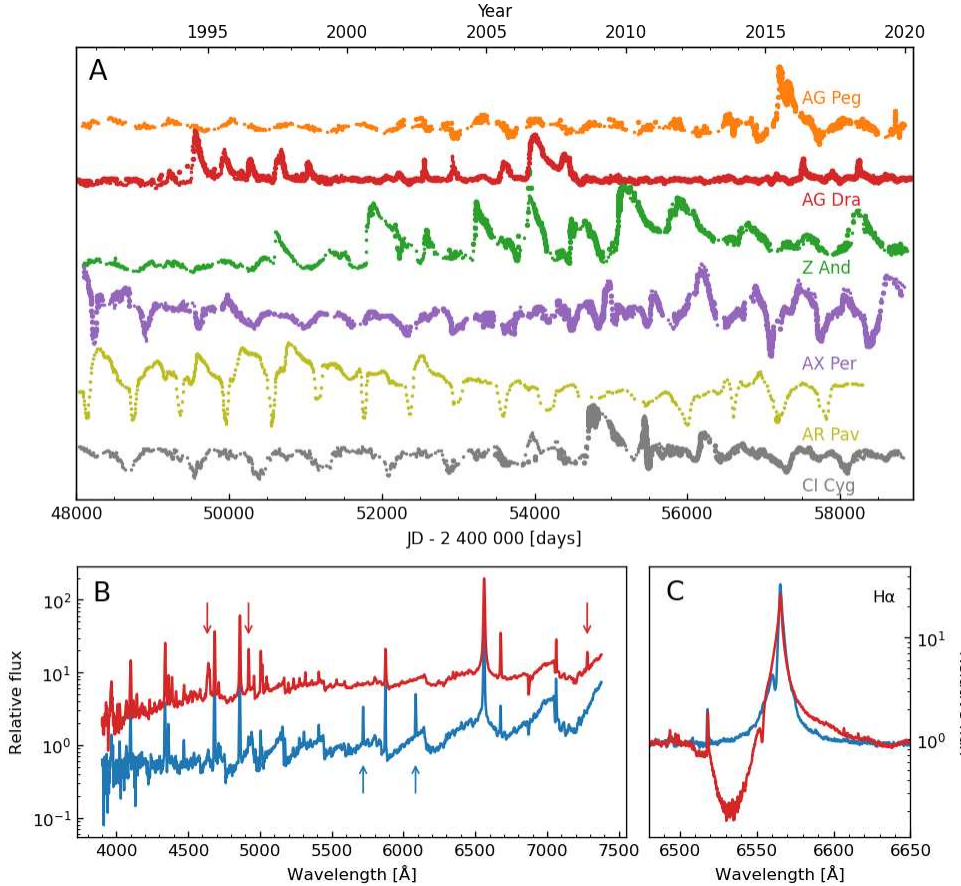 Year
1995 2000 2005 2010 2015 2020
A
AG Peg
AG Dra
Z And
AX Per
AR Pav
CI Cyg
48000 50000 52000 54000 56000 58000
JD - 2 400 000 [days]
B
Relative flux
10²
10¹
10⁰
10⁻¹
4000 4500 5000 5500 6000 6500 7000 7500
Wavelength [Å]
C
Hα
10¹
10⁰
6500 6550 6600 6650
Wavelength [Å]